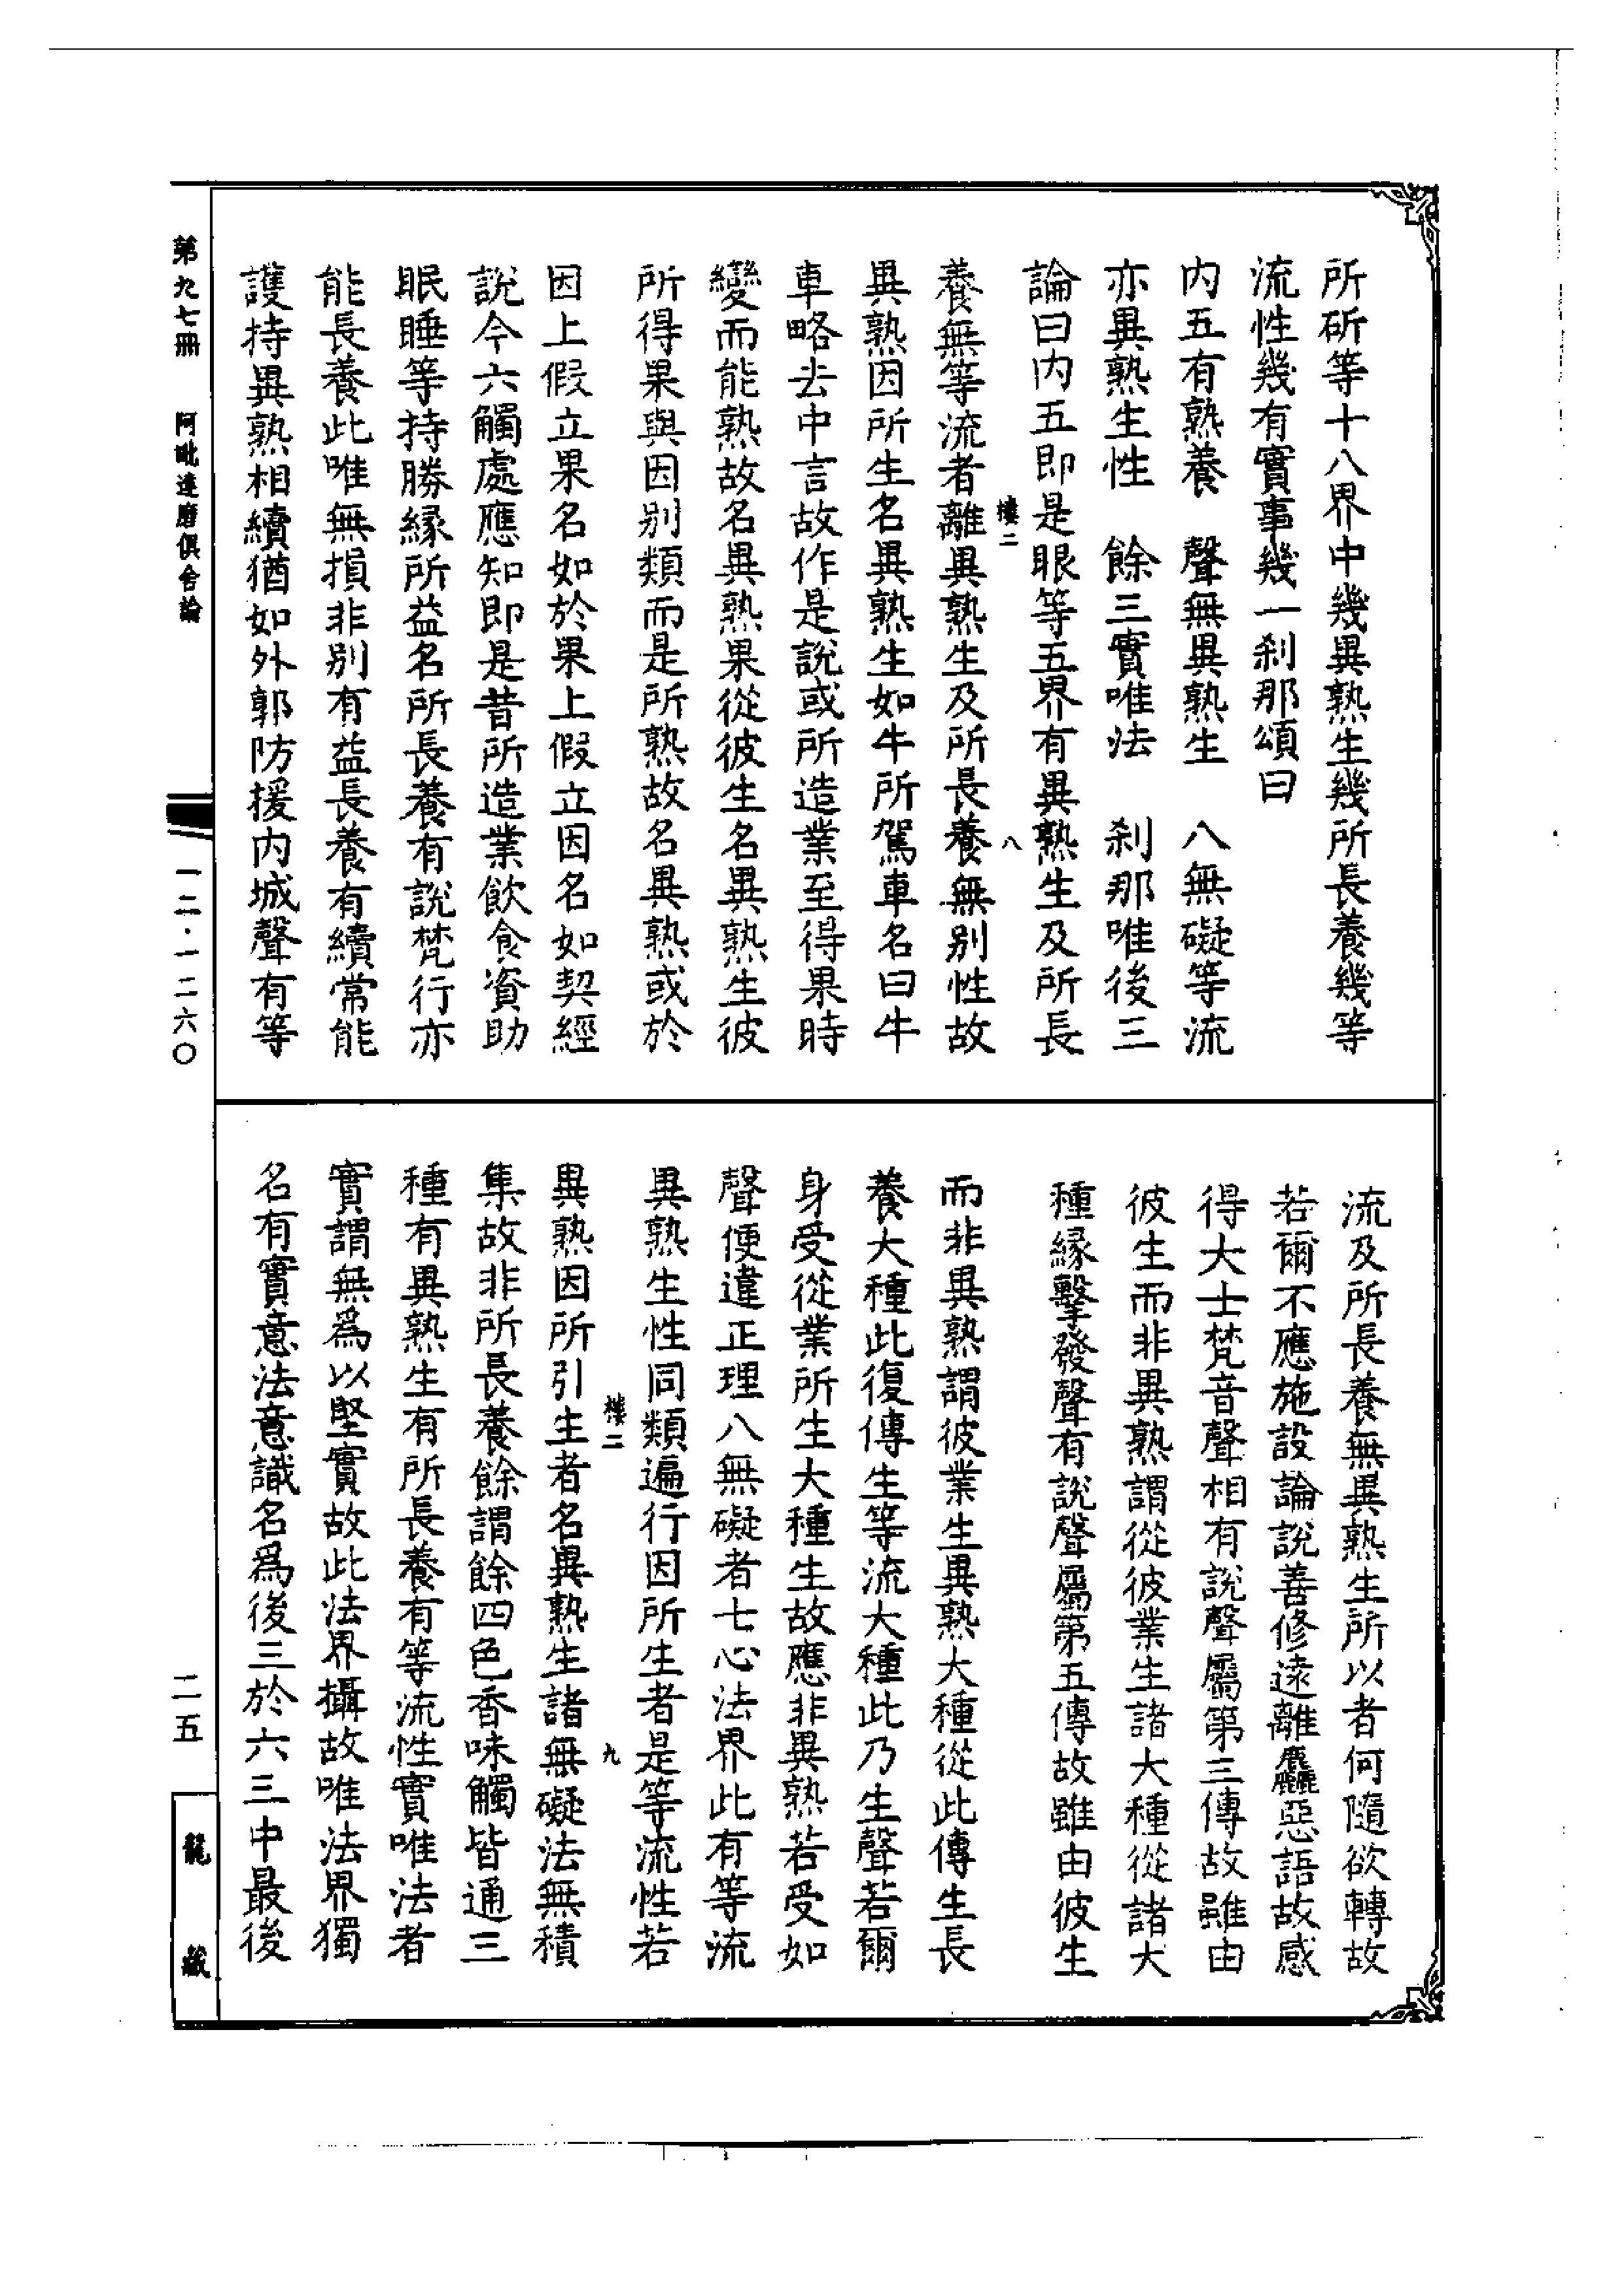 所斫等十八界中幾異熟生幾所長養幾等
流性幾有實事幾一刹那頌曰
内五有熟養　聲無異熟生　八無礙等流
亦異熟生性　餘三實唯法　刹那唯後三
論曰内五即是眼等五界有異熟生及所長
樓二　八
養無等流者離異熟生及所長養無别性故
異熟因所生名異熟生如牛所駕車名曰牛
車略去中言故作是說或所造業至得果時
變而能熟故名異熟果從彼生名異熟生彼
所得果與因别類而是所熟故名異熟或於
因上假立果名如於果上假立因名如契經
說今六觸處應知即是昔所造業飲食資助
眠睡等持勝緣所益名所長養有說梵行亦
能長養此唯無損非别有益長養有續常能
護持異熟相續猶如外郭防援内城聲有等
流及所長養無異熟生所以者何隨欲轉故
若爾不應施設論說善修遠離麤惡語故感
得大士梵音聲相有說聲屬第三傳故雖由
彼生而非異熟謂從彼業生諸大種從諸大
種緣擊發聲有說聲屬第五傳故雖由彼生
而非異熟謂彼業生異熟大種從此傳生長
養大種此復傳生等流大種此乃生聲若爾
身受從業所生大種生故應非異熟若受如
聲便違正理八無礙者七心法界此有等流
異熟生性同類遍行因所生者是等流性若
樓二　九
異熟因所引生者名異熟生諸無礙法無積
集故非所長養餘謂餘四色香味觸皆通三
種有異熟生有所長養有等流性實唯法者
實謂無爲以堅實故此法界攝故唯法界獨
名有實意法意識名爲後三於六三中最後
第九七冊　阿毗達磨俱舍論　一二·一二六〇　二五　龍藏